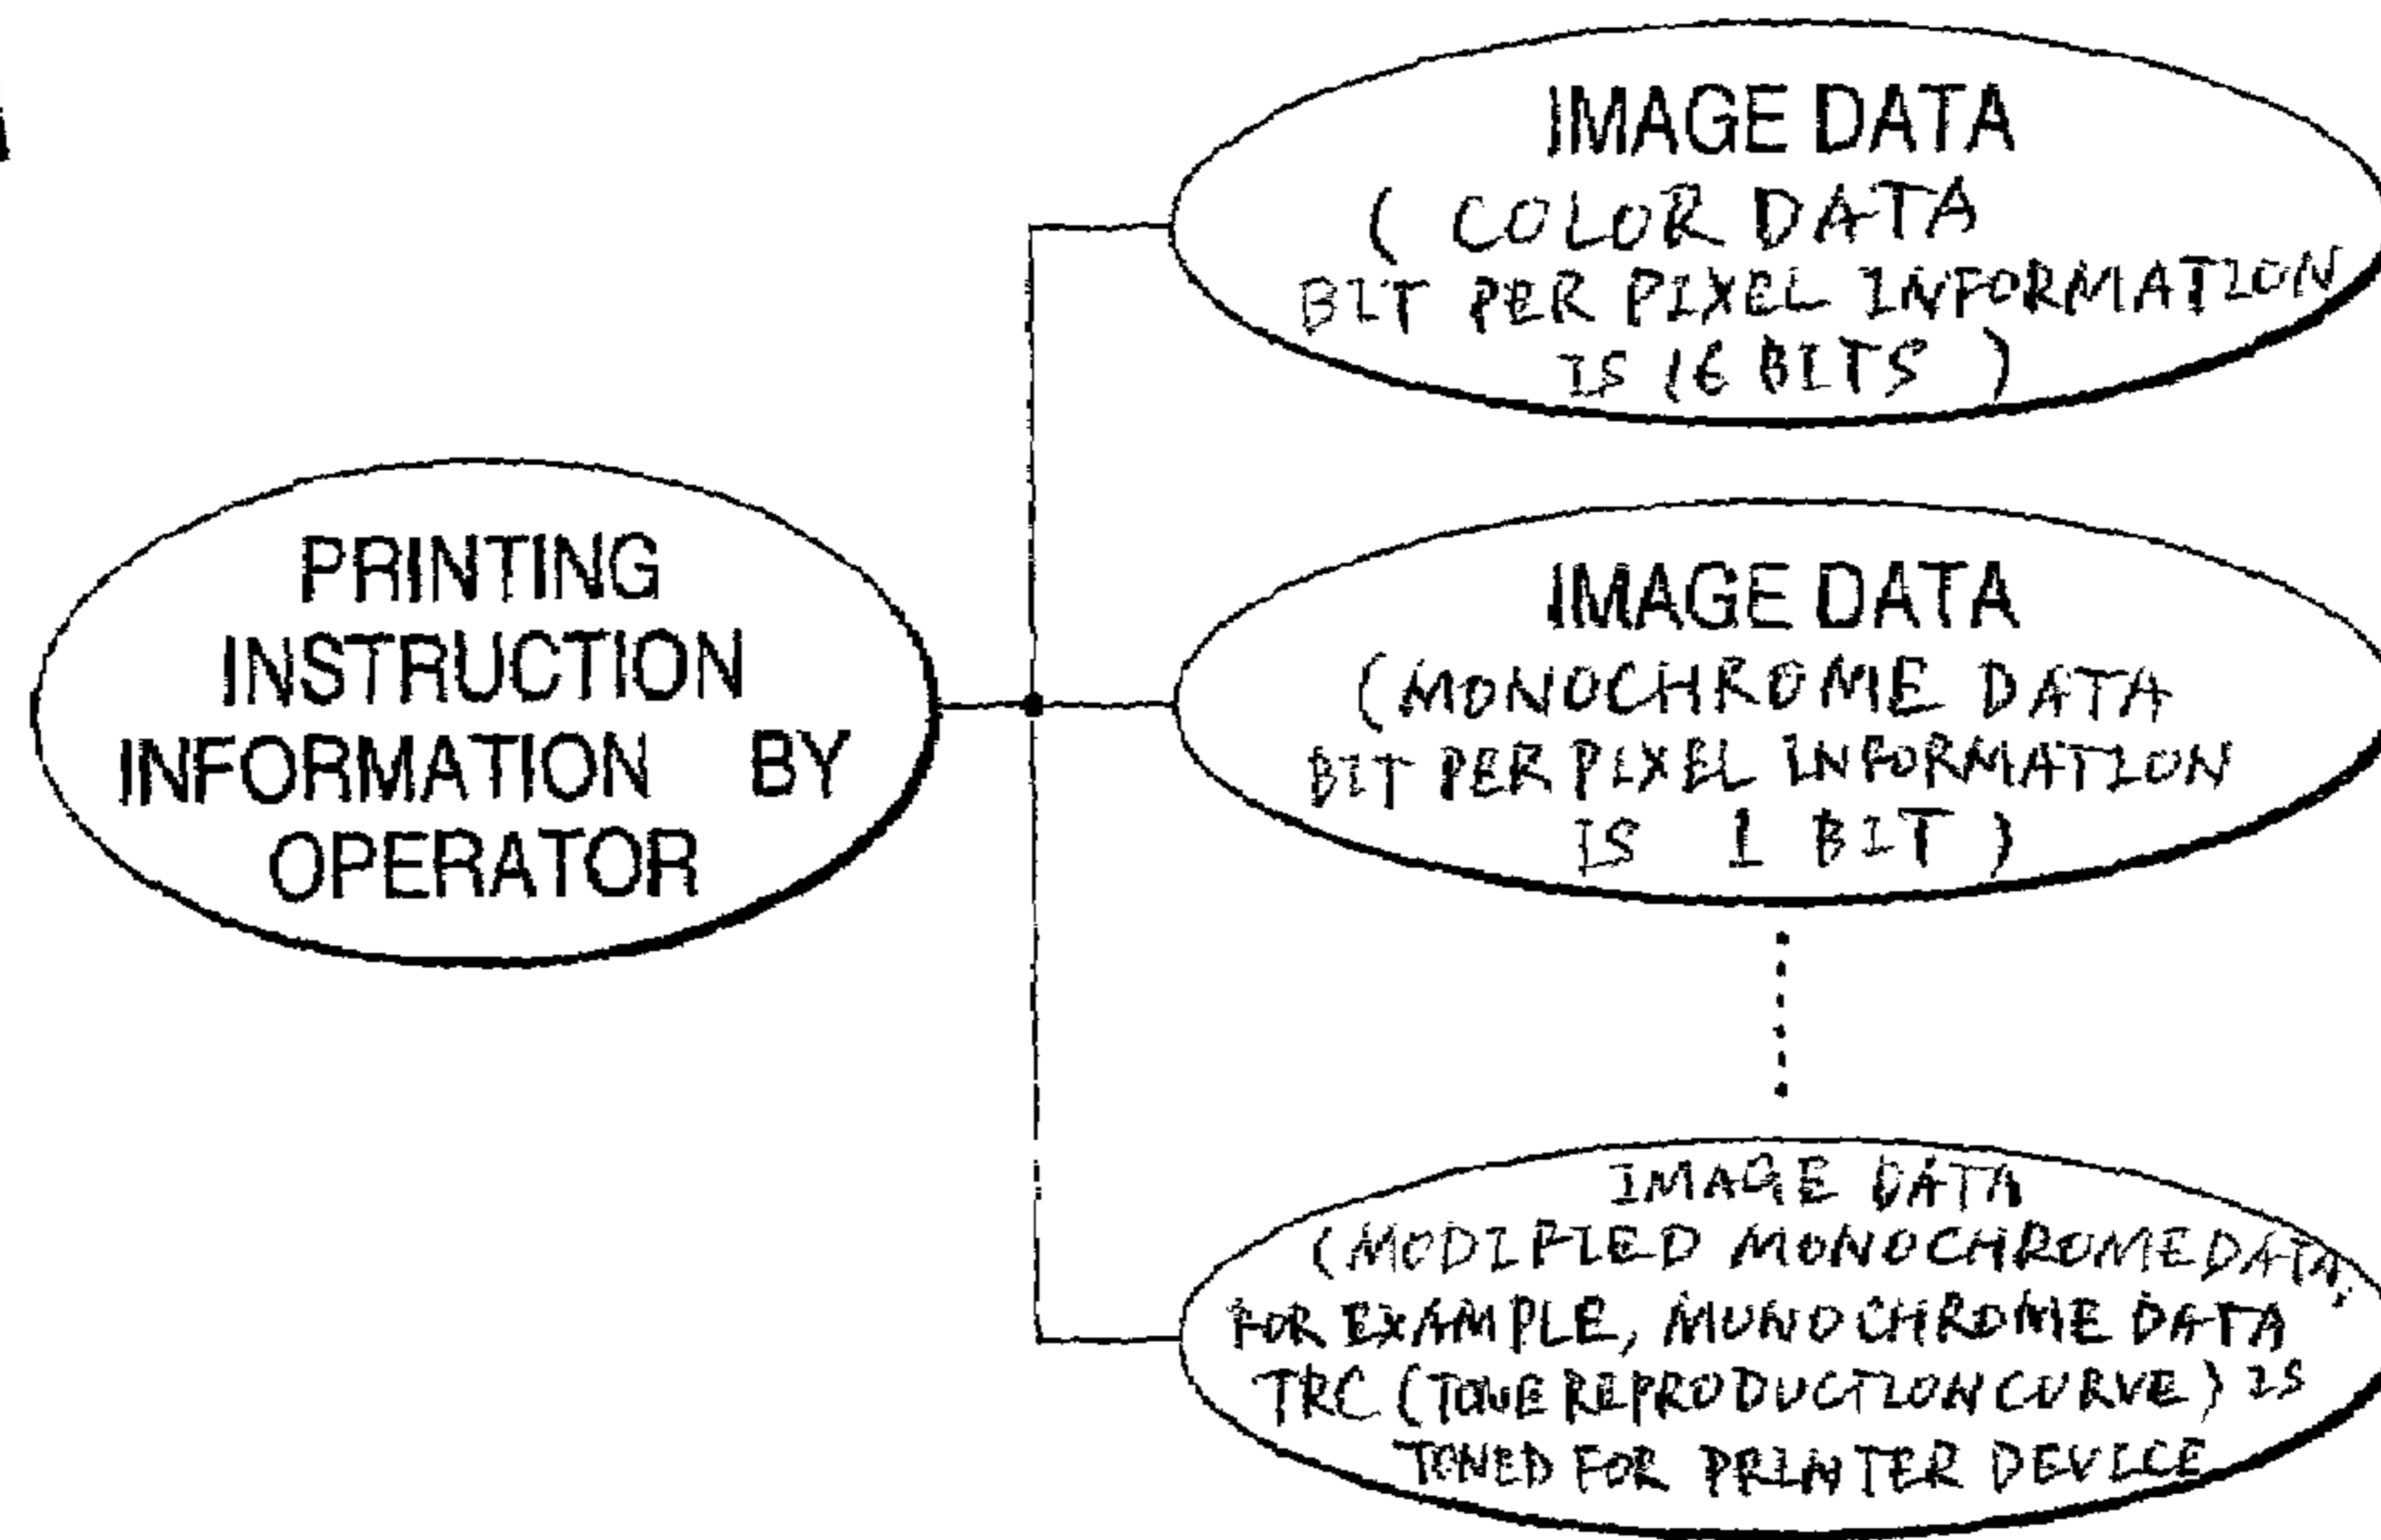 IMAGE DATA
( COLOR DATA
BIT PER PIXEL INFORMATION
IS 16 BITS )
PRINTING
INSTRUCTION
INFORMATION BY
OPERATOR
IMAGE DATA
(MONOCHROME DATA
BIT PER PIXEL INFORMATION
IS 1 BIT )
IMAGE DATA
(MODIFIED MONOCHROME DATA,
FOR EXAMPLE, MONOCHROME DATA
TRC (TONE REPRODUCTION CURVE) IS
TONED FOR PRINTER DEVICE